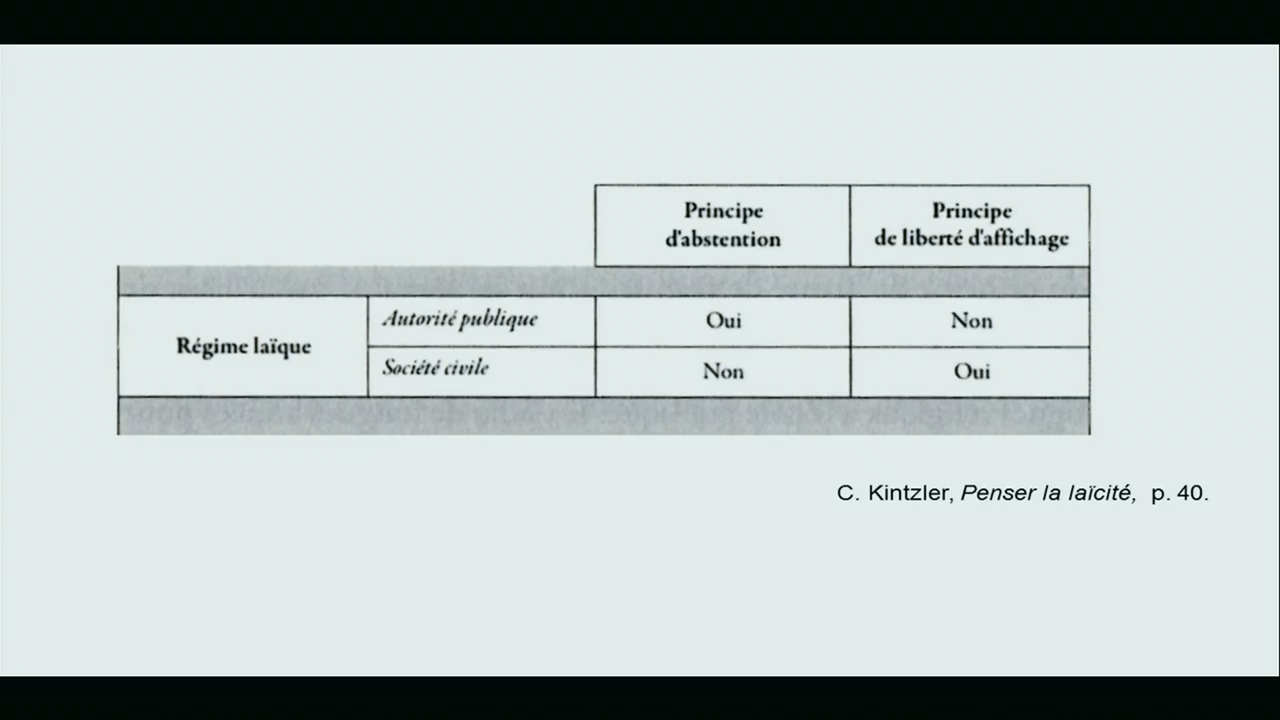 Principe
d'abstention
Principe
de liberté d'affichage
Régime laïque
Autorité publique
Oui
Non
Société civile
Non
Oui
C. Kintzler, Penser la laïcité, p. 40.